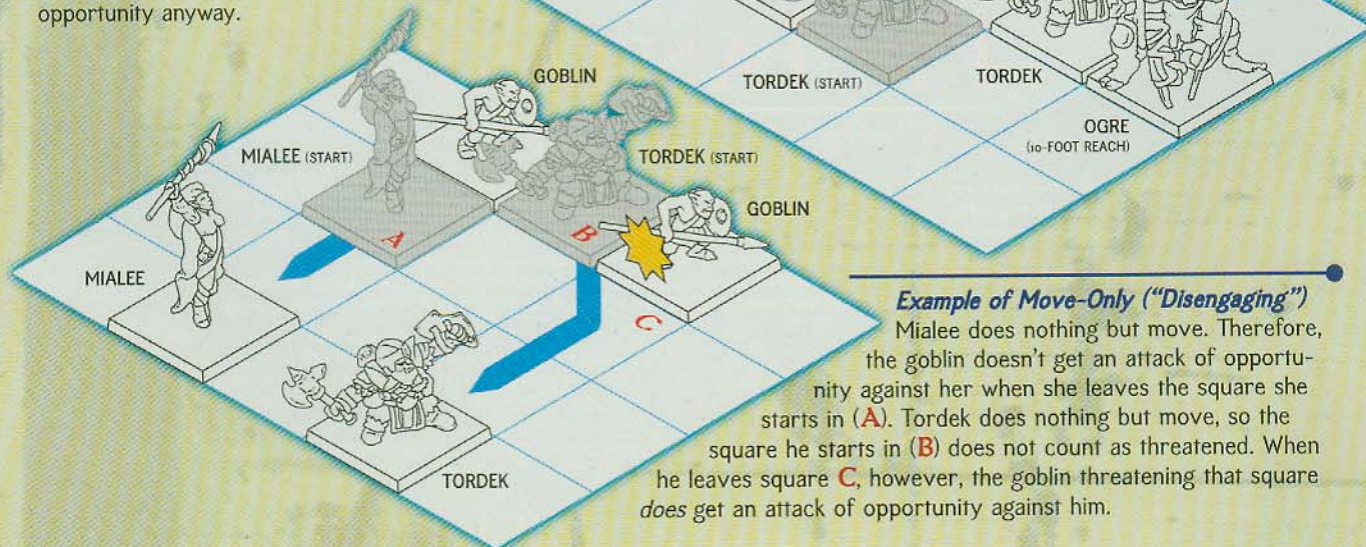 opportunity anyway.
TORDEK (START)
TORDEK
OGRE
(10-FOOT REACH)
GOBLIN
MIALEE (START)
TORDEK (START)
GOBLIN
MIALEE
A
B
C
TORDEK
Example of Move-Only (“Disengaging”)
Mialee does nothing but move. Therefore,
the goblin doesn't get an attack of opportu-
nity against her when she leaves the square she
starts in (A). Tordek does nothing but move, so the
square he starts in (B) does not count as threatened. When
he leaves square C, however, the goblin threatening that square
does get an attack of opportunity against him.